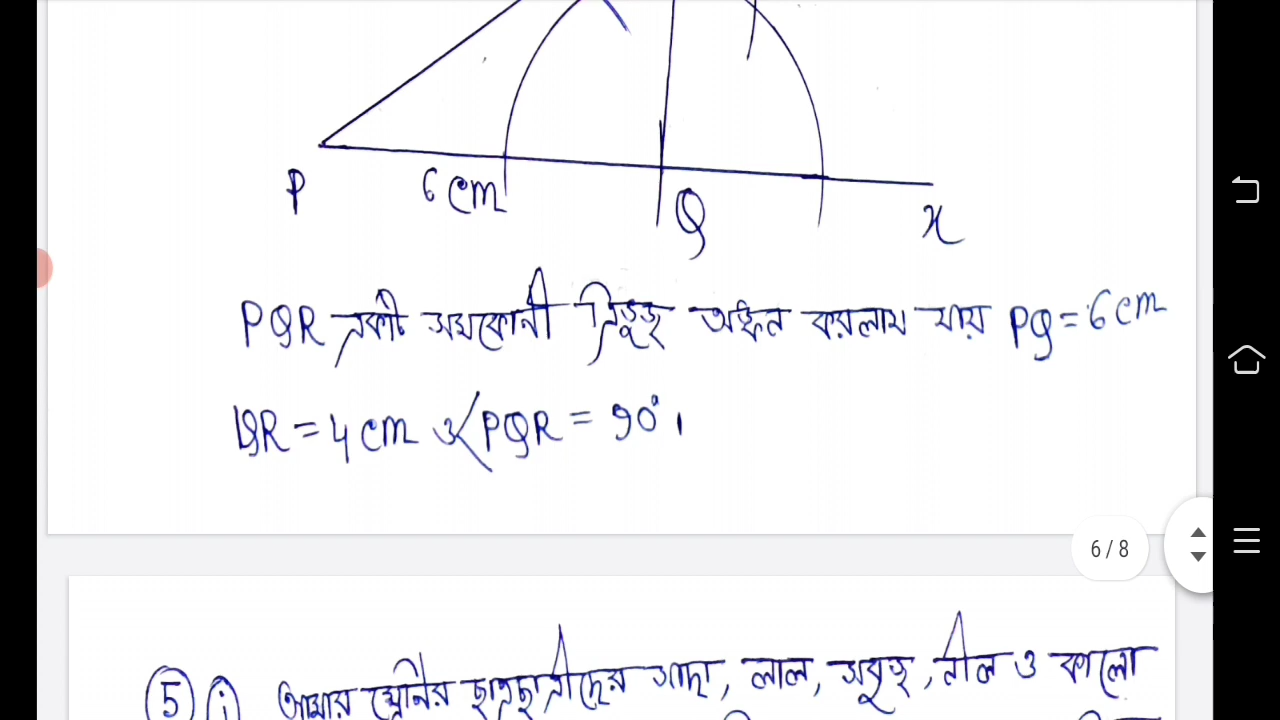 P
6 cm
Q
x
PQR একটী সমকোনী ত্রিভুজ অঙ্কিত করলাম যার PQ = 6 cm
QR = 4 cm ও ∠PQR = 90° ।
6 / 8
5 i আমার শ্রেনীর ছাত্রছাত্রীদের সাদা, লাল, সবুজ, নীল ও কালো